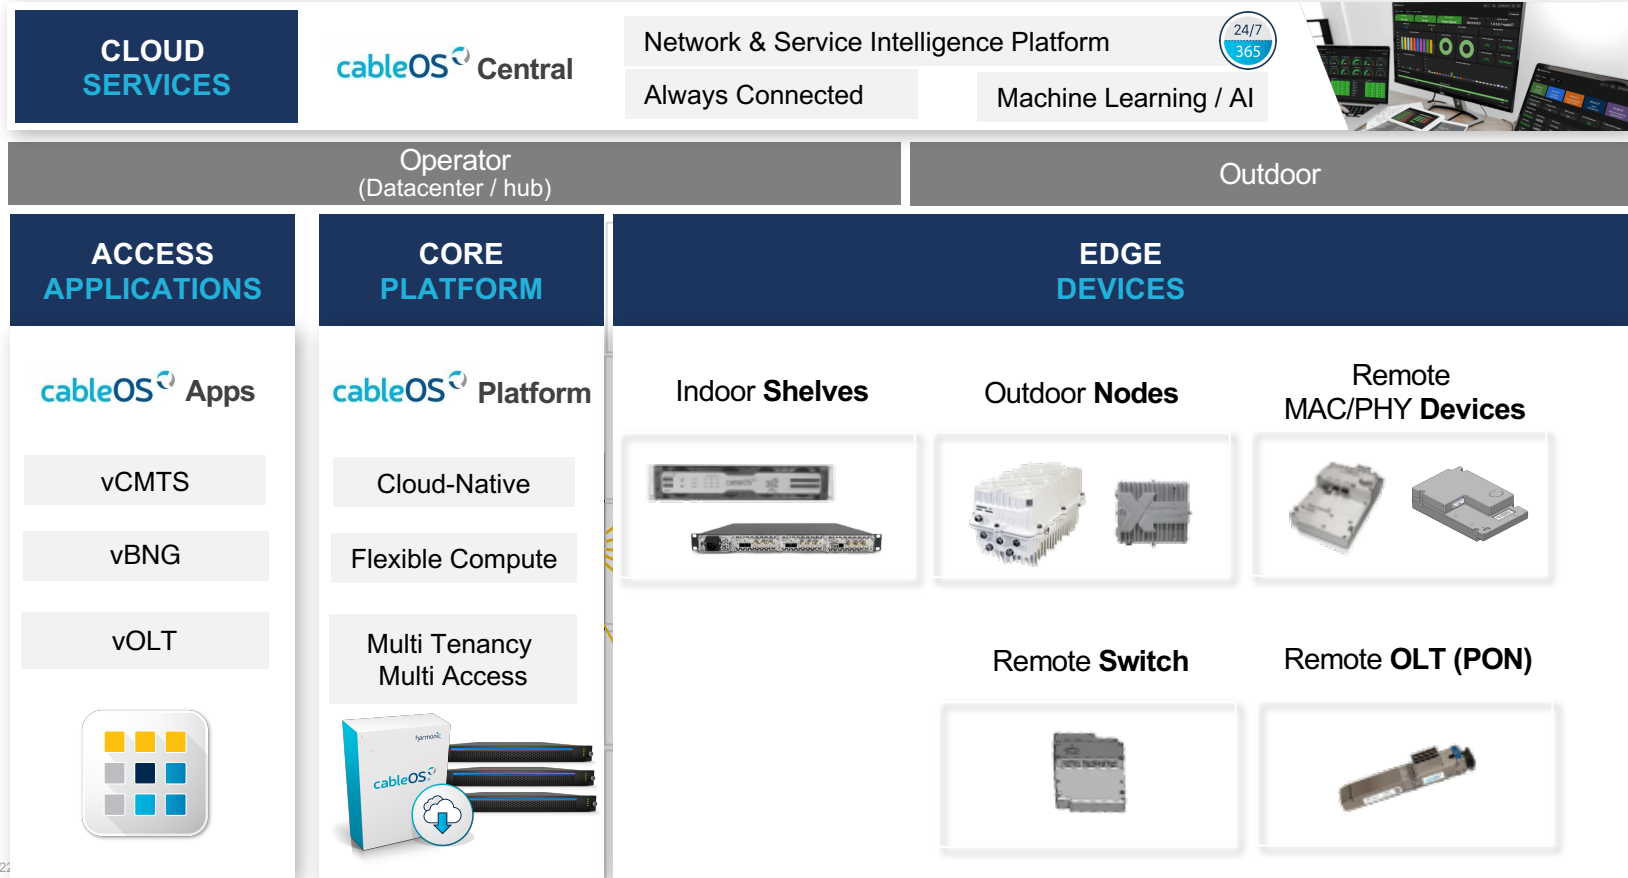 CLOUD
SERVICES
cableOS Central
Network & Service Intelligence Platform
24/7
365
Always Connected
Machine Learning / AI
Operator
(Datacenter / hub)
Outdoor
ACCESS
APPLICATIONS
CORE
PLATFORM
EDGE
DEVICES
cableOS Apps
vCMTS
vBNG
vOLT
cableOS Platform
Cloud-Native
Flexible Compute
Multi Tenancy
Multi Access
harmonic
cableOS
Indoor Shelves
cableOS
Outdoor Nodes
Remote
MAC/PHY Devices
Remote Switch
Remote OLT (PON)
22